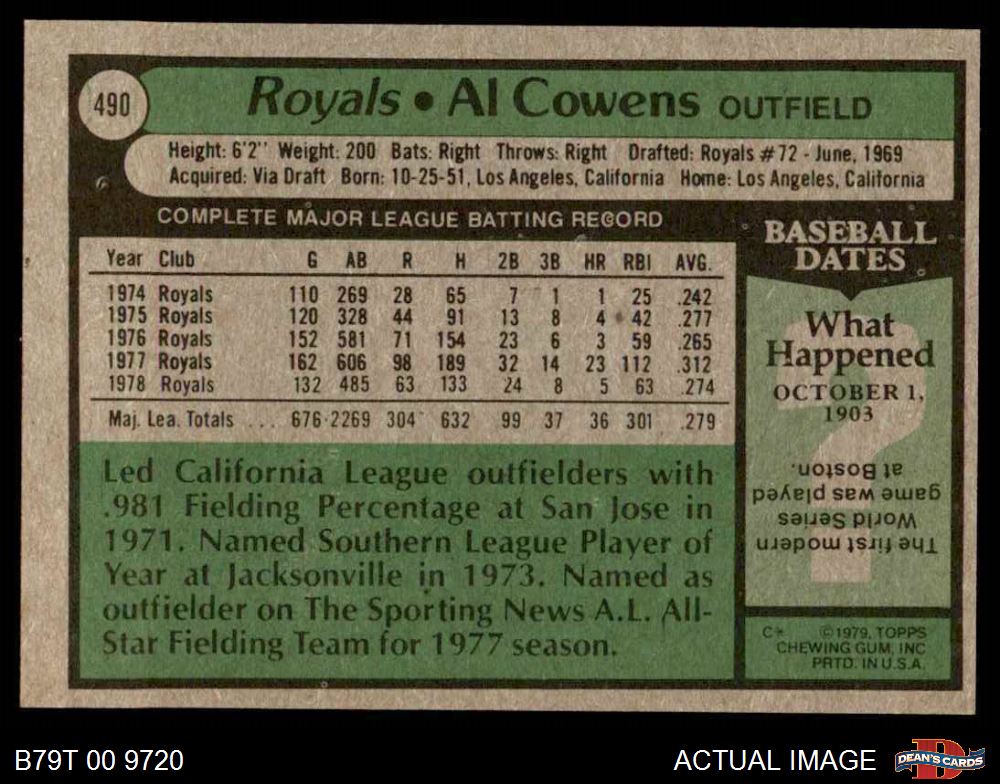 490
Royals • Al Cowens OUTFIELD
Height: 6'2" Weight: 200 Bats: Right Throws: Right Drafted: Royals #72 - June, 1969
Acquired: Via Draft Born: 10-25-51, Los Angeles, California Home: Los Angeles, California
COMPLETE MAJOR LEAGUE BATTING RECORD
Year Club G AB R H 2B 3B HR RBI AVG.
1974 Royals 110 269 28 65 7 1 1 25 .242
1975 Royals 120 328 44 91 13 8 4 42 .277
1976 Royals 152 581 71 154 23 6 3 59 .265
1977 Royals 162 606 98 189 32 14 23 112 .312
1978 Royals 132 485 63 133 24 8 5 63 .274
Maj. Lea. Totals ... 676 2269 304 632 99 37 36 301 .279
Led California League outfielders with
.981 Fielding Percentage at San Jose in
1971. Named Southern League Player of
Year at Jacksonville in 1973. Named as
outfielder on The Sporting News A.L. All-
Star Fielding Team for 1977 season.
BASEBALL
DATES
What
Happened
OCTOBER 1,
1903
?
The first modern
World Series
game was played
at Boston.
C* ©1979, TOPPS
CHEWING GUM, INC
PRTD. IN U.S.A.
B79T 00 9720
ACTUAL IMAGE
D
DEAN'S CARDS